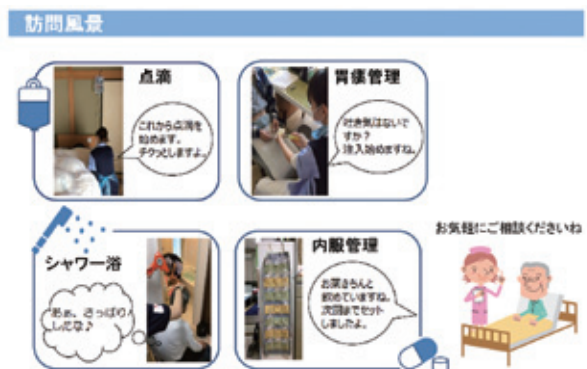 訪問風景
点滴
これから点滴を
始めます。
チクッとしますよ。
胃瘻管理
吐き気はないで
すか？
注入始めますね。
シャワー浴
あぁ、さっぱり
したな♪
内服管理
お薬きちんと
飲めていますね。
次回までセット
しましたよ。
お気軽にご相談くださいね